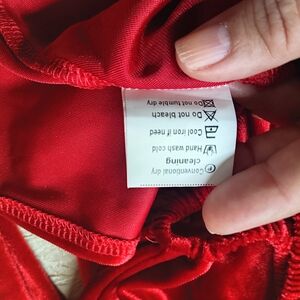 Conventional dry
cleaning
Hand wash cold
Cool iron if need
Do not bleach
Do not tumble dry